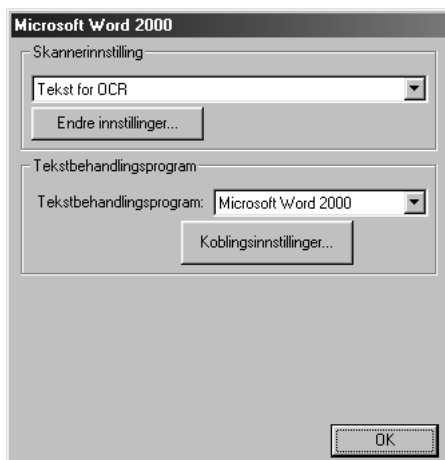 Microsoft Word 2000
Skannerinnstilling
Tekst for OCR
Endre innstillinger...
Tekstbehandlingsprogram
Tekstbehandlingsprogram: Microsoft Word 2000
Koblingsinnstillinger...
OK